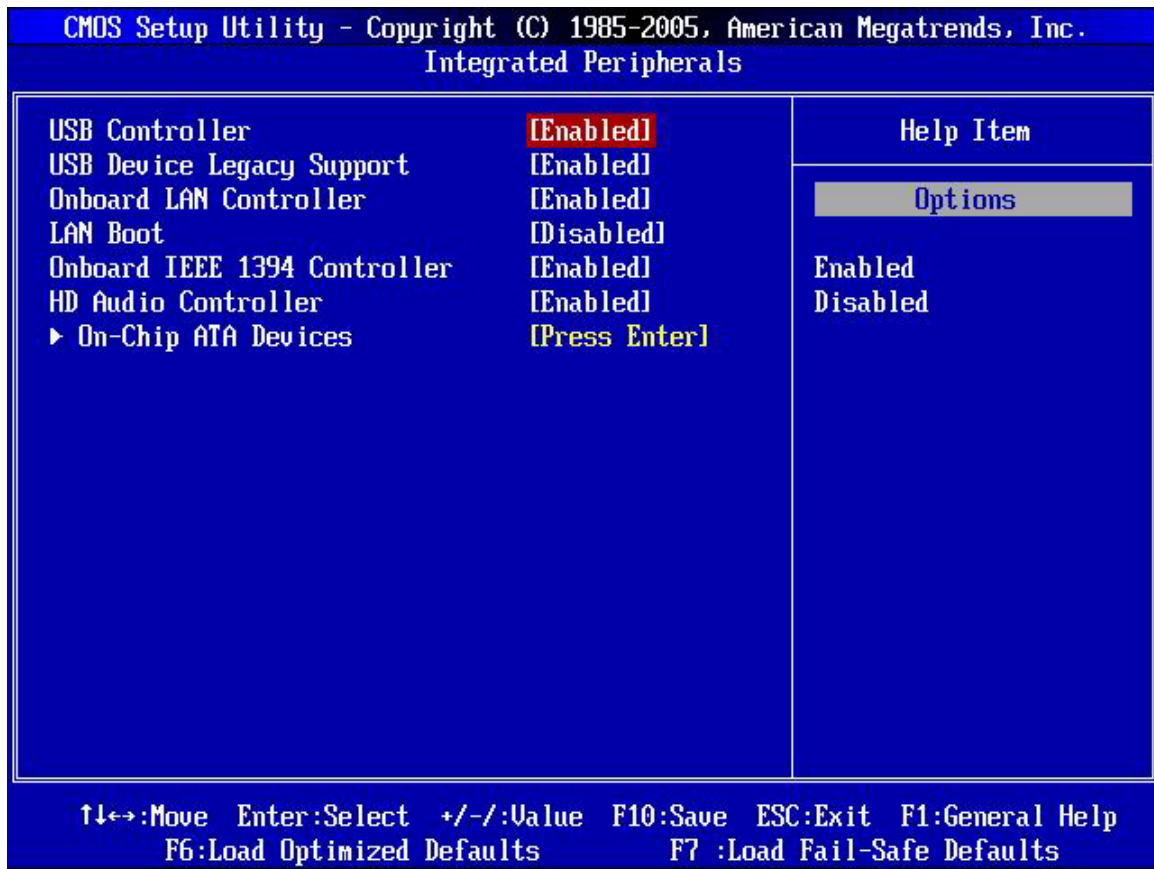 CMOS Setup Utility - Copyright (C) 1985-2005, American Megatrends, Inc.
Integrated Peripherals
USB Controller [Enabled]
USB Device Legacy Support [Enabled]
Onboard LAN Controller [Enabled]
LAN Boot [Disabled]
Onboard IEEE 1394 Controller [Enabled]
HD Audio Controller [Enabled]
▶ On-Chip ATA Devices [Press Enter]
Help Item
Options
Enabled
Disabled
↑↓←→:Move Enter:Select +/-/:Value F10:Save ESC:Exit F1:General Help
F6:Load Optimized Defaults F7 :Load Fail-Safe Defaults